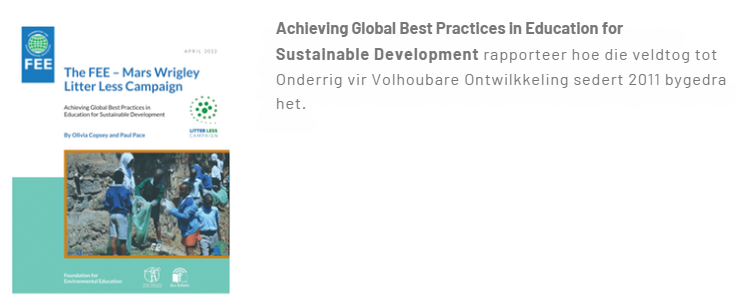 FEE
APRIL 2022
The FEE – Mars Wrigley
Litter Less Campaign
Achieving Global Best Practices in
Education for Sustainable Development
LITTER LESS
CAMPAIGN
By Olivia Copsey and Paul Pace
Foundation for
Environmental Education
Achieving Global Best Practices in Education for
Sustainable Development rapporteer hoe die veldtog tot
Onderrig vir Volhoubare Ontwilkkeling sedert 2011 bygedra
het.